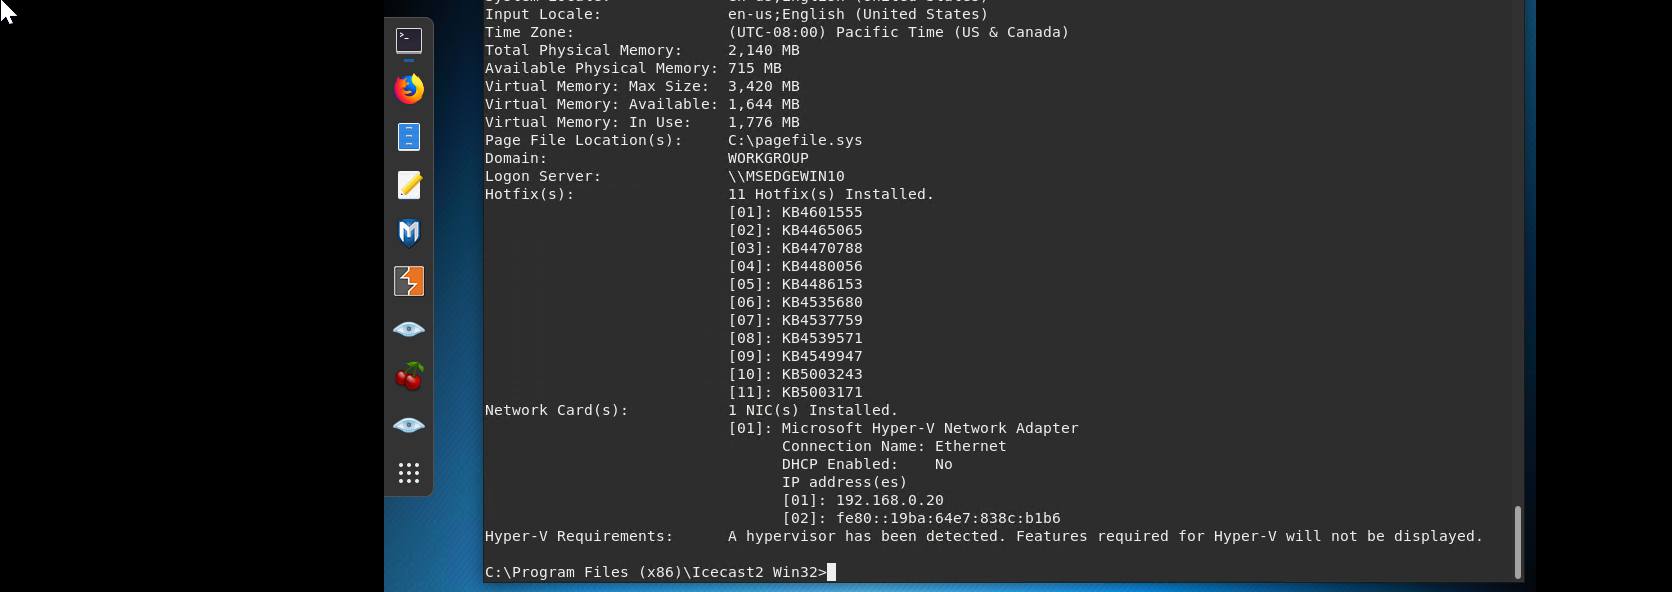 Input Locale:              en-us;English (United States)
Time Zone:                 (UTC-08:00) Pacific Time (US & Canada)
Total Physical Memory:     2,140 MB
Available Physical Memory: 715 MB
Virtual Memory: Max Size:  3,420 MB
Virtual Memory: Available: 1,644 MB
Virtual Memory: In Use:    1,776 MB
Page File Location(s):     C:\pagefile.sys
Domain:                    WORKGROUP
Logon Server:              \\MSEDGEWIN10
Hotfix(s):                 11 Hotfix(s) Installed.
                           [01]: KB4601555
                           [02]: KB4465065
                           [03]: KB4470788
                           [04]: KB4480056
                           [05]: KB4486153
                           [06]: KB4535680
                           [07]: KB4537759
                           [08]: KB4539571
                           [09]: KB4549947
                           [10]: KB5003243
                           [11]: KB5003171
Network Card(s):           1 NIC(s) Installed.
                           [01]: Microsoft Hyper-V Network Adapter
                                 Connection Name: Ethernet
                                 DHCP Enabled:    No
                                 IP address(es)
                                 [01]: 192.168.0.20
                                 [02]: fe80::19ba:64e7:838c:b1b6
Hyper-V Requirements:      A hypervisor has been detected. Features required for Hyper-V will not be displayed.
C:\Program Files (x86)\Icecast2 Win32>